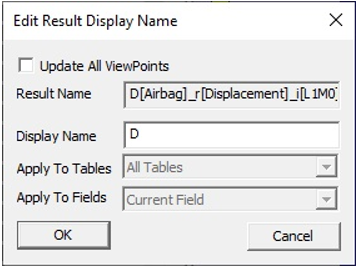 Edit Result Display Name
Update All ViewPoints
Result Name D[Airbag]_r[Displacement]_i[L1M0]
Display Name D
Apply To Tables All Tables
Apply To Fields Current Field
OK Cancel